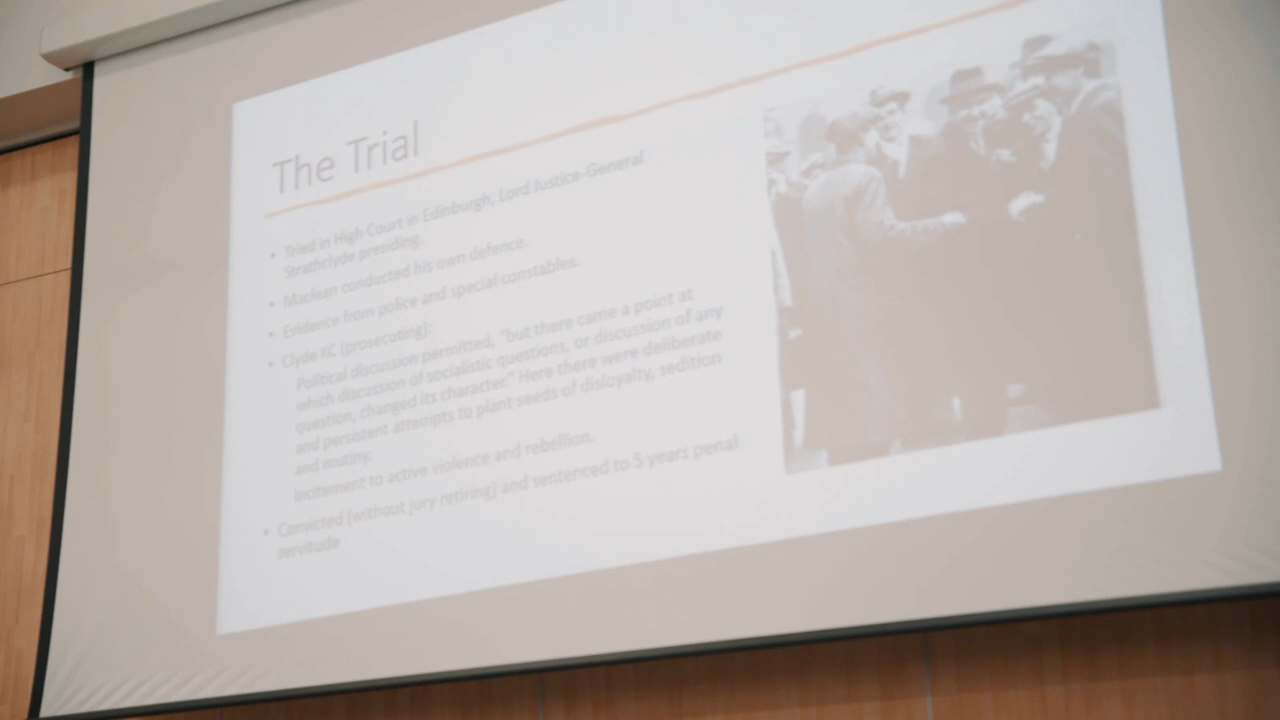 The Trial
• Tried in High Court in Edinburgh, Lord Justice-General
Strathclyde presiding.
• Maclean conducted his own defence.
• Evidence from police and special constables.
• Clyde KC (prosecuting):
Political discussion permitted, "but there came a point at
which discussion of socialistic questions, or discussion of any
question, changed its character." Here there were deliberate
and persistent attempts to plant seeds of disloyalty, sedition
and mutiny.
Incitement to active violence and rebellion.
• Convicted (without jury retiring) and sentenced to 5 years penal
servitude